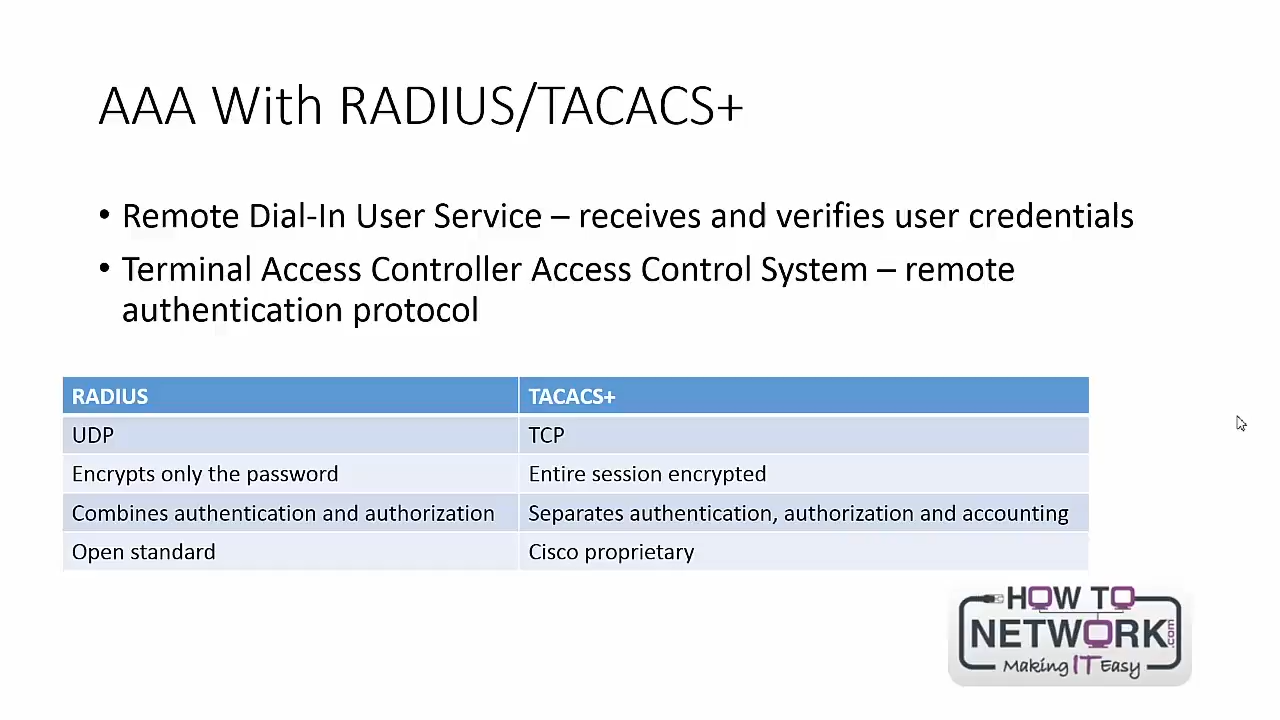 AAA With RADIUS/TACACS+
• Remote Dial-In User Service – receives and verifies user credentials
• Terminal Access Controller Access Control System – remote
authentication protocol
RADIUS TACACS+
UDP TCP
Encrypts only the password Entire session encrypted
Combines authentication and authorization Separates authentication, authorization and accounting
Open standard Cisco proprietary
HOW TO
NETWORK.com
Making IT Easy